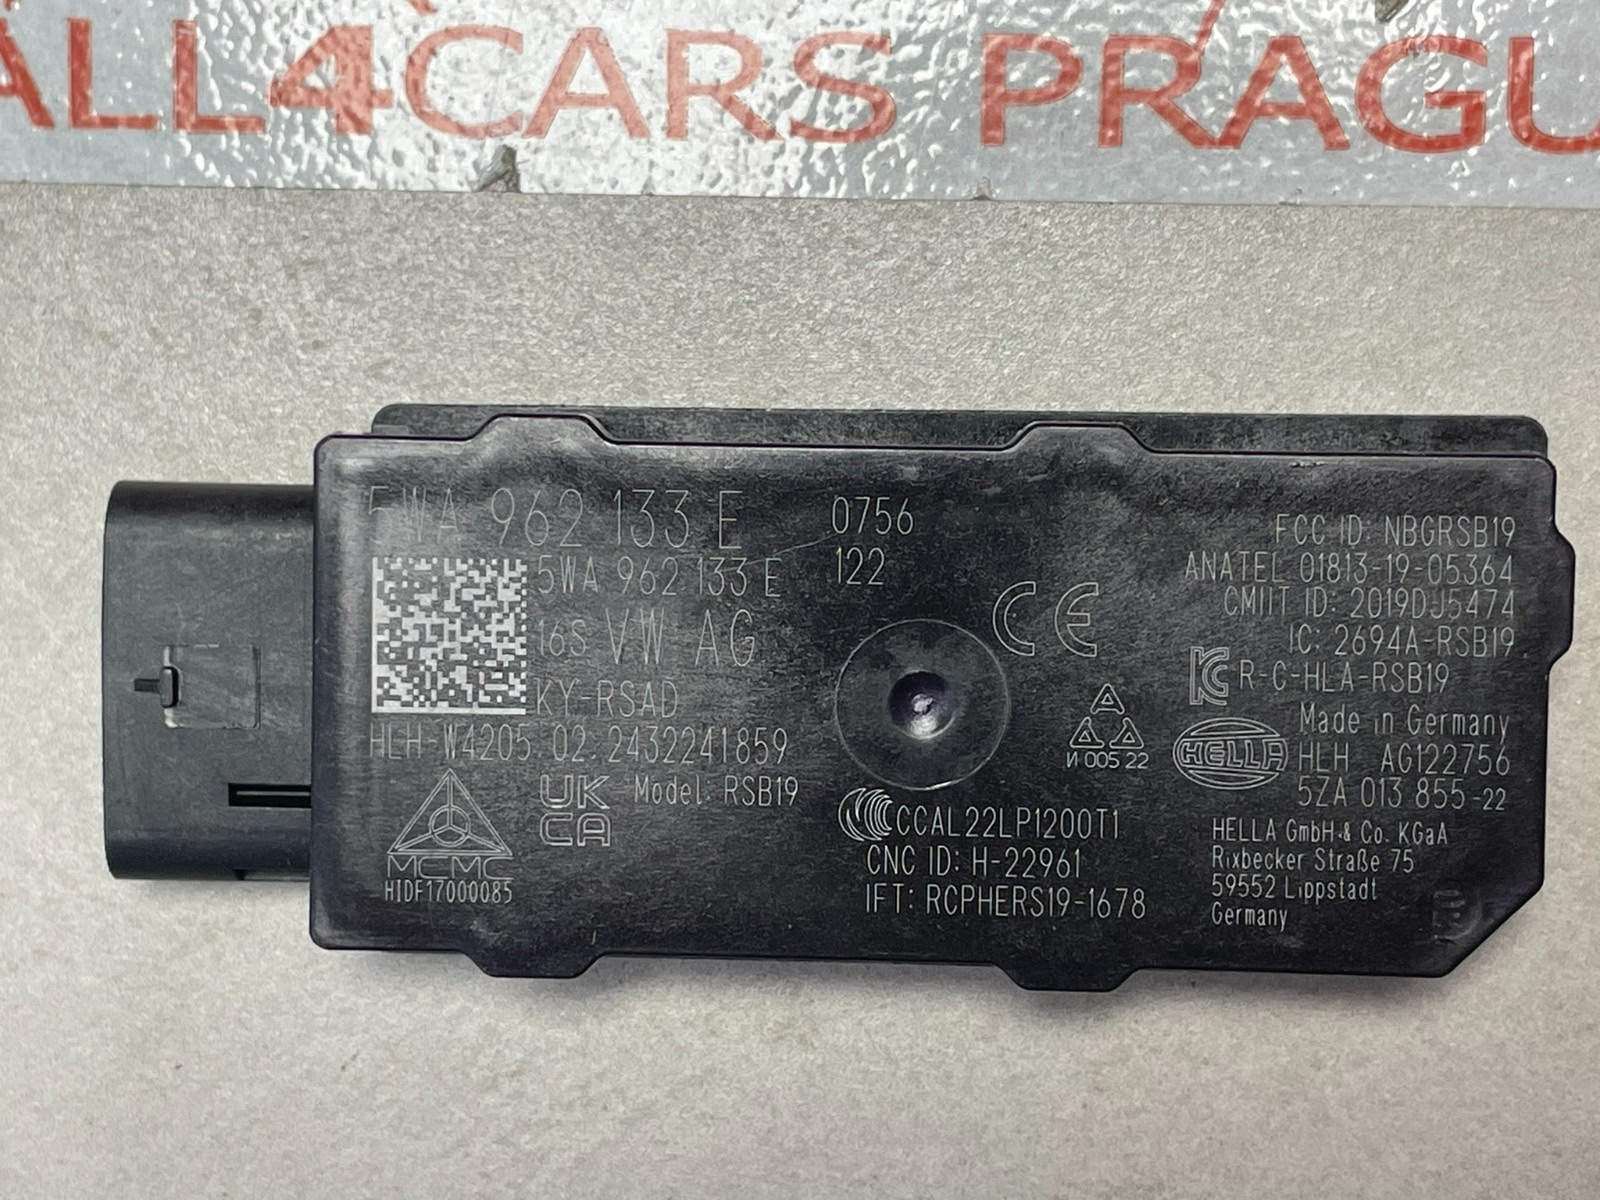 ALL4CARS PRAGU
5WA 962 133 E
0756
5WA 962 133 E
122
16S VW AG
KY-RSAD
HLH-W4205 02.2432241859
UK
CA
Model: RSB19
MCMC
HIDF17000085
CE
И 005 22
CCCAL22LP1200T1
CNC ID: H-22961
IFT: RCPHERS19-1678
FCC ID: NBGRSB19
ANATEL 01813-19-05364
CMIIT ID: 2019DJ5474
IC: 2694A-RSB19
R-C-HLA-RSB19
Made in Germany
HELLA
HLH AG122756
5ZA 013 855-22
HELLA GmbH & Co. KGaA
Rixbecker Straße 75
59552 Lippstadt
Germany